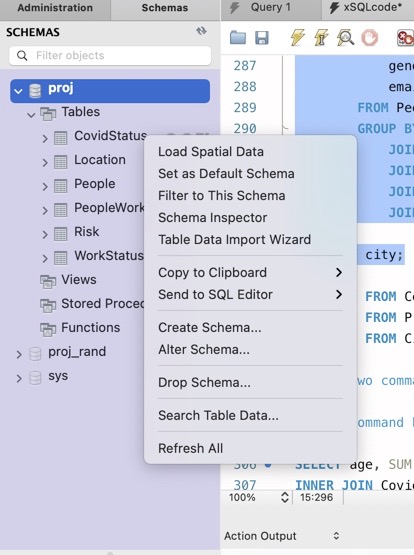 Administration Schemas Query 1 xSQLcode*
SCHEMAS
Filter objects
287 gen
288 ema
289 FROM Pe
290 GROUP BY
JOI
JOI
JOI
JOI
proj
Tables
CovidStatus
Location
People
PeopleWork
Risk
WorkStatus
Views
Stored Proced
Functions
proj_rand
sys
Load Spatial Data
Set as Default Schema
Filter to This Schema
Schema Inspector
Table Data Import Wizard
Copy to Clipboard
Send to SQL Editor
Create Schema...
Alter Schema...
Drop Schema...
Search Table Data...
Refresh All
city;
FROM C
FROM P
FROM C
wo comma
ommand
306 SELECT age, SUM
307 INNER JOIN Covi
100% 15:296
Action Output